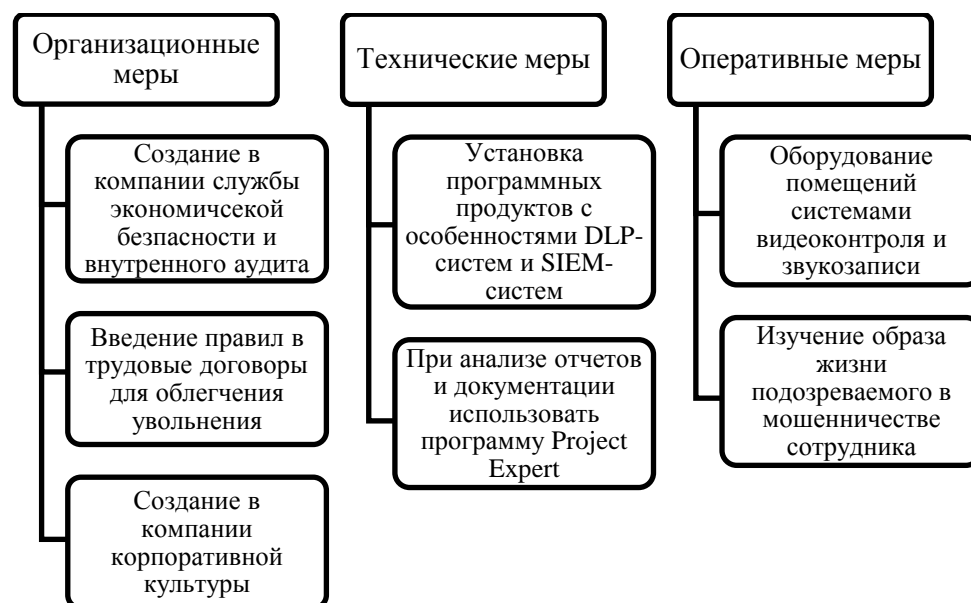 Организационные
меры
Создание в
компании службы
экономичсекой
безпасности и
внутренного аудита
Введение правил в
трудовые договоры
для облегчения
увольнения
Создание в
компании
корпоративной
культуры
Технические меры
Установка
программных
продуктов с
особенностями DLP-
систем и SIEM-
систем
При анализе отчетов
и документации
использовать
программу Project
Expert
Оперативные меры
Оборудование
помещений
системами
видеоконтроля и
звукозаписи
Изучение образа
жизни
подозреваемого в
мошенничестве
сотрудника